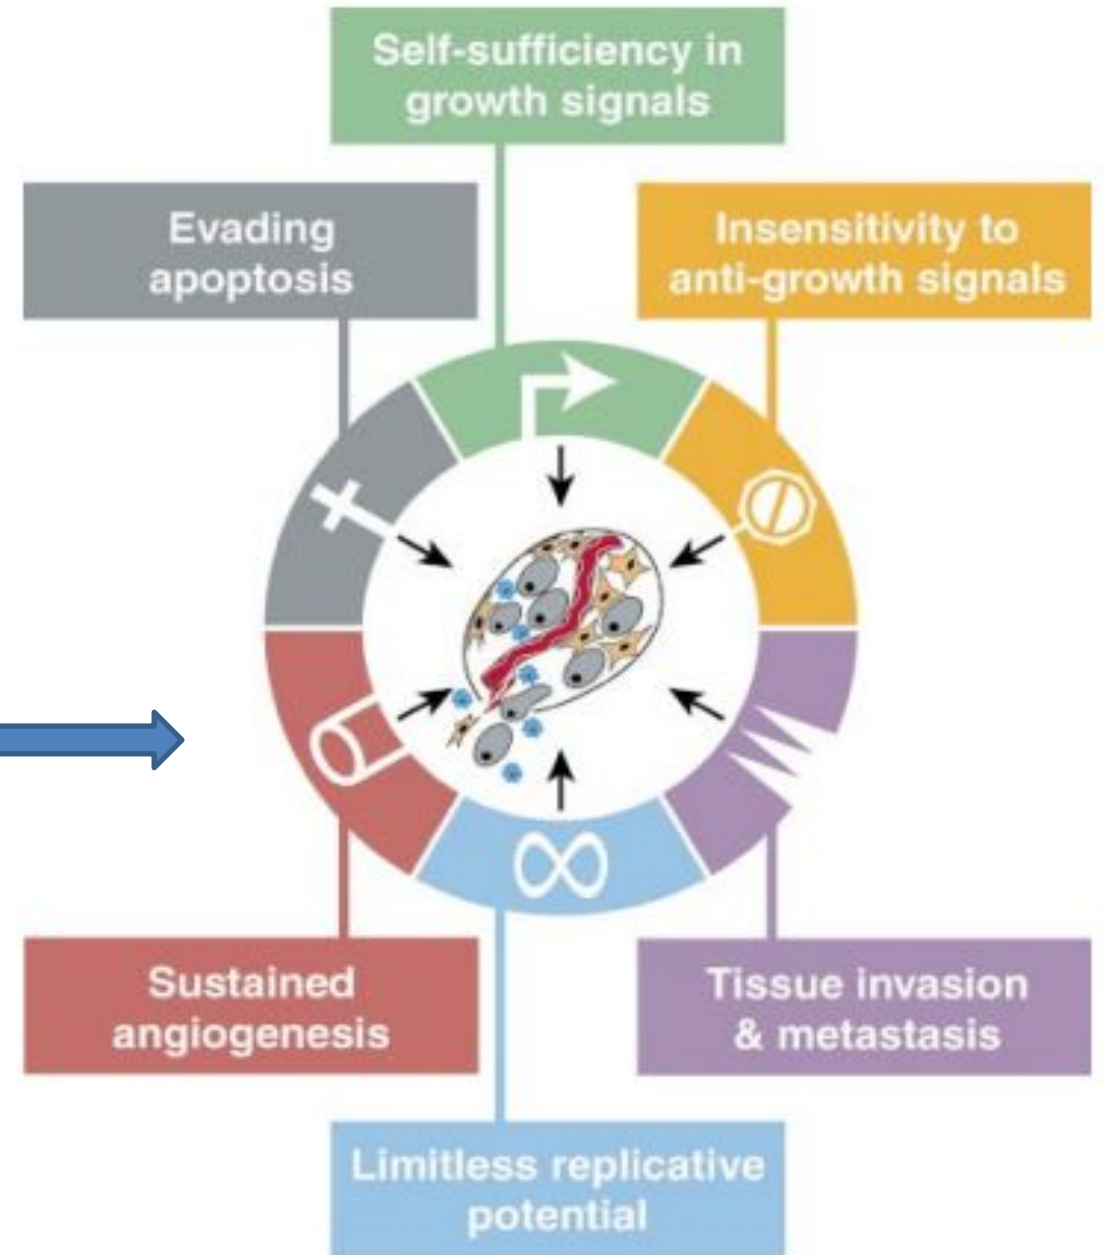 Self-sufficiency in
growth signals
Evading
apoptosis
Insensitivity to
anti-growth signals
Sustained
angiogenesis
Tissue invasion
& metastasis
Limitless replicative
potential